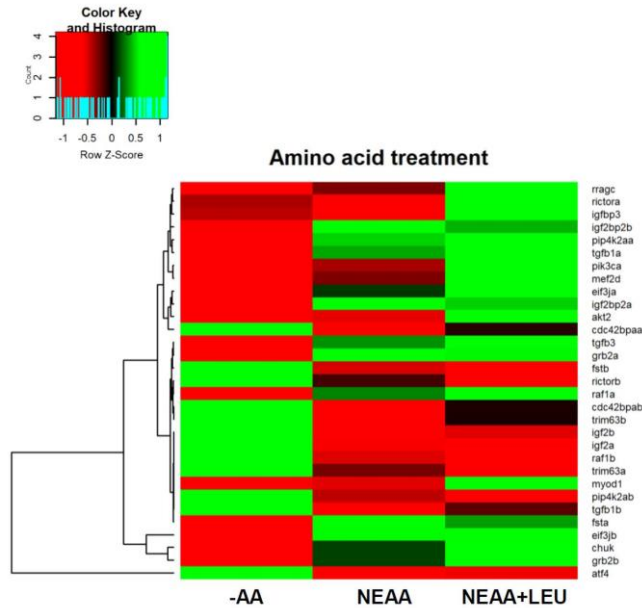 Color Key
and Histogram
Count
0 1 2 3 4
-1 -0.5 0 0.5 1
Row Z-Score
Amino acid treatment
rragc
rictora
igfbp3
igf2bp2b
pip4k2aa
tgfb1a
pik3ca
mef2d
eif3ja
igf2bp2a
akt2
cdc42bpaa
tgfb3
grb2a
fstb
rictorb
raf1a
cdc42bpab
trim63b
igf2b
igf2a
raf1b
trim63a
myod1
pip4k2ab
tgfb1b
fsta
eif3jb
chuk
grb2b
atf4
-AA NEAA NEAA+LEU